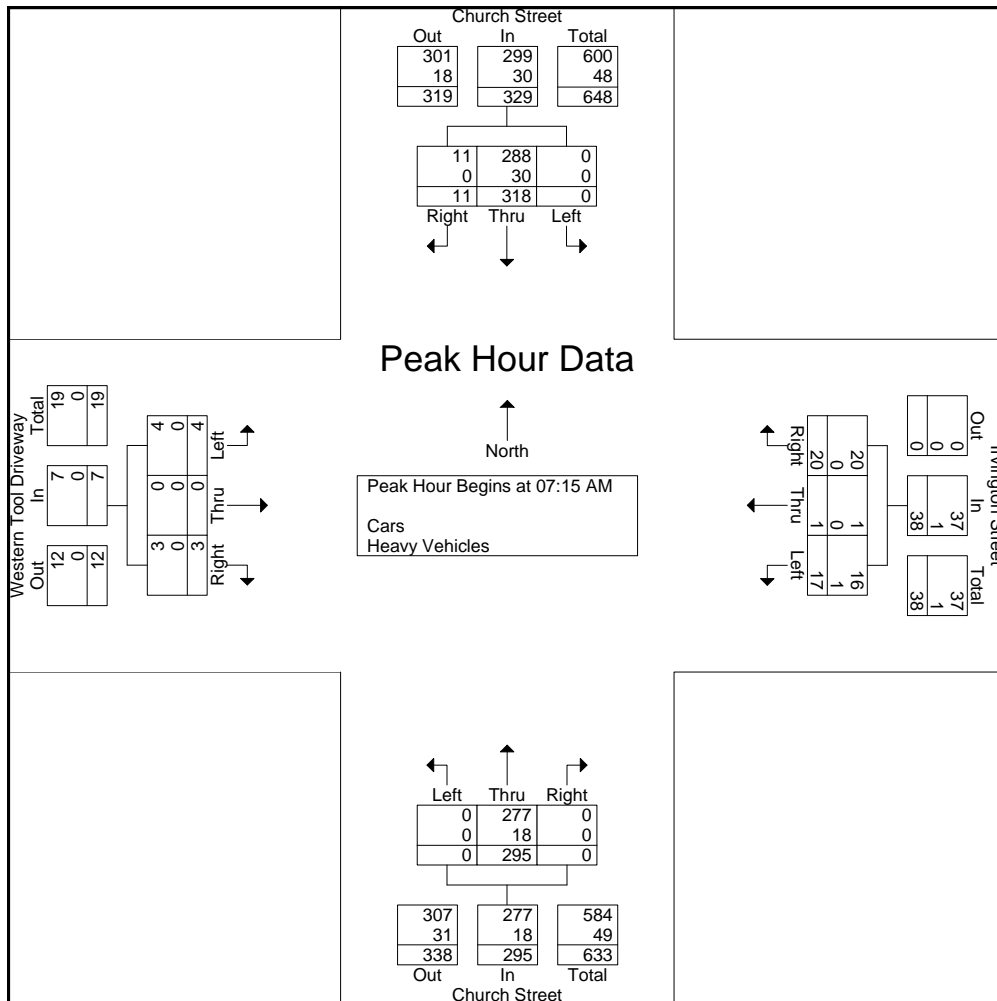 Church Street
Out In Total
301 299 600
18 30 48
319 329 648
11 288 0
0 30 0
11 318 0
Right Thru Left
Peak Hour Data
North
Peak Hour Begins at 07:15 AM
Cars
Heavy Vehicles
Western Tool Driveway
Out In Total
12 7 19
0 0 0
12 7 19
Right Thru Left
3 0 4
0 0 0
3 0 4
Irvington Street
Out In Total
0 37 37
0 1 1
0 38 38
Right Thru Left
20 1 16
0 0 1
20 1 17
Left Thru Right
0 277 0
0 18 0
0 295 0
307 277 584
31 18 49
338 295 633
Out In Total
Church Street